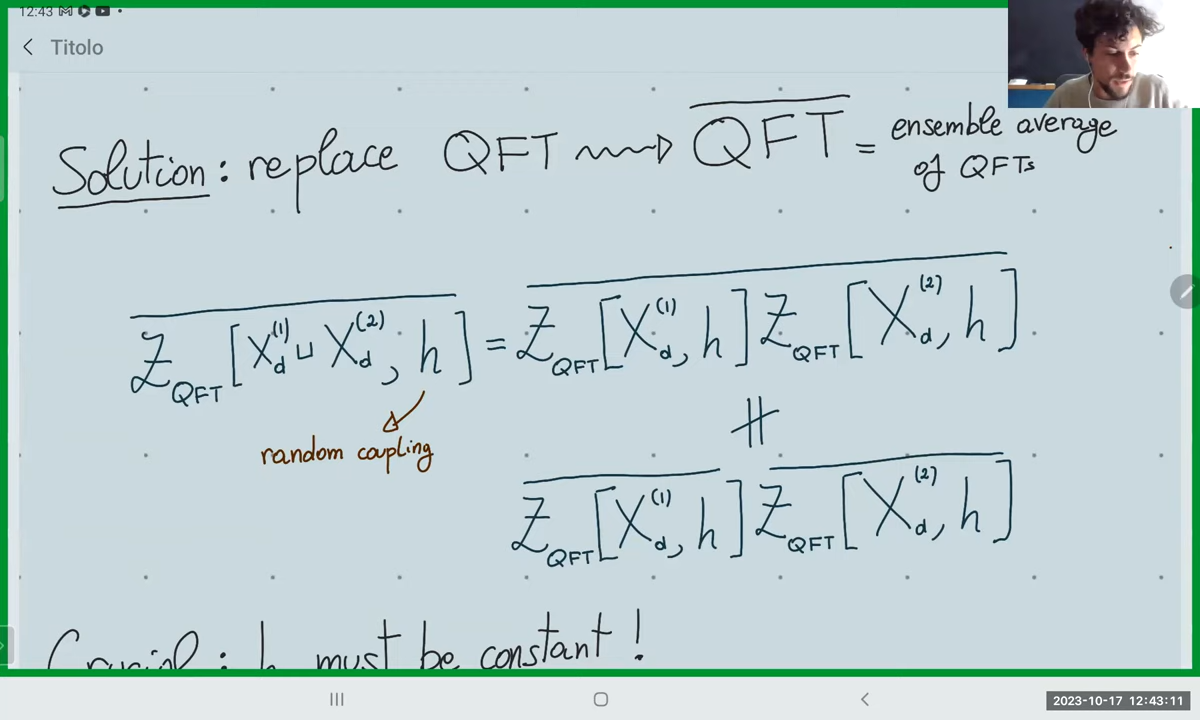 12:43
Titolo
Solution: replace QFT ⟿ \overline{QFT} = ensemble average of QFTs
\overline{Z_{QFT}[X_d^{(1)} ⊔ X_d^{(2)}, h]} = \overline{Z_{QFT}[X_d^{(1)}, h] Z_{QFT}[X_d^{(2)}, h]}
random coupling
≠
\overline{Z_{QFT}[X_d^{(1)}, h]} \overline{Z_{QFT}[X_d^{(2)}, h]}
Crucial: h must be constant!
2023-10-17 12:43:11